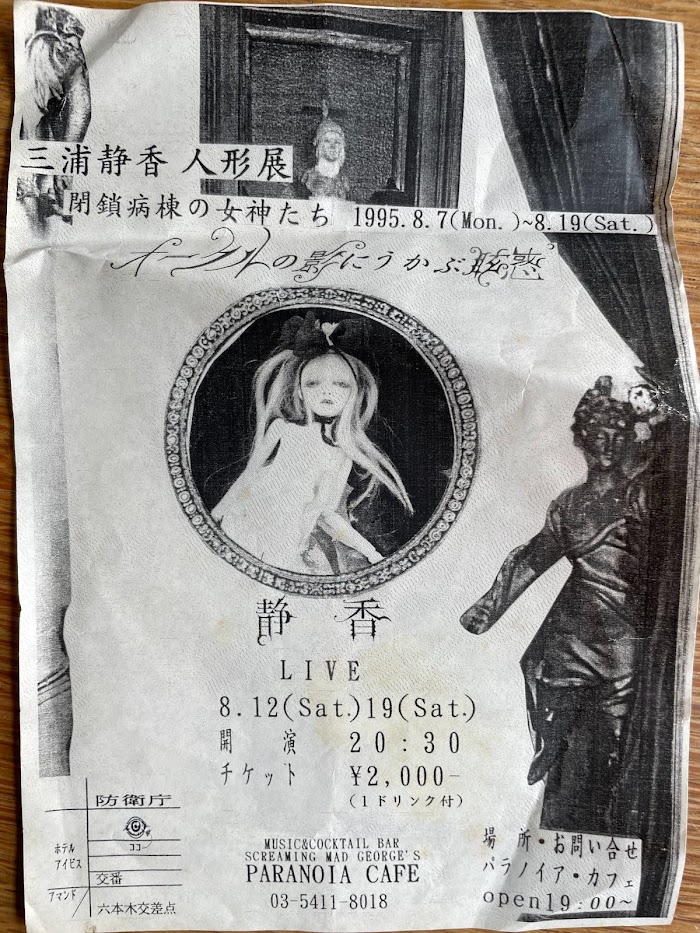 三浦静香 人形展
閉鎖病棟の女神たち 1995.8.7(Mon.)~8.19(Sat.)
オークルの影にうかぶ眩惑
静香
LIVE
8.12(Sat.)19(Sat.)
開演 20:30
チケット ¥2,000-
(1ドリンク付)
防衛庁
ココ
ホテル
アイビス
交番
アマンド
六本木交差点
MUSIC&COCKTAIL BAR
SCREAMING MAD GEORGE'S
PARANOIA CAFE
03-5411-8018
場所・お問い合せ
パラノイア・カフェ
open19:00~